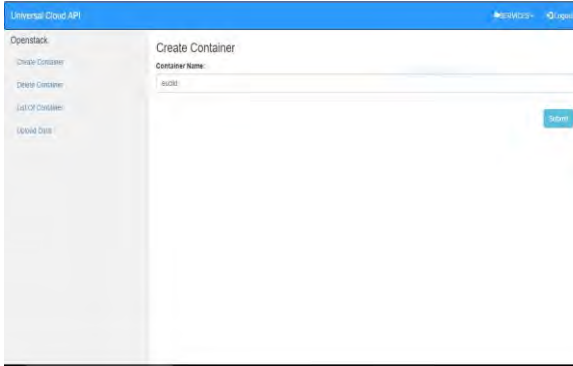 Universal Cloud API
SERVICES
Logout
Openstack
Create Container
Delete Container
List Of Container
Upload Data
Create Container
Container Name:
euclid
Submit